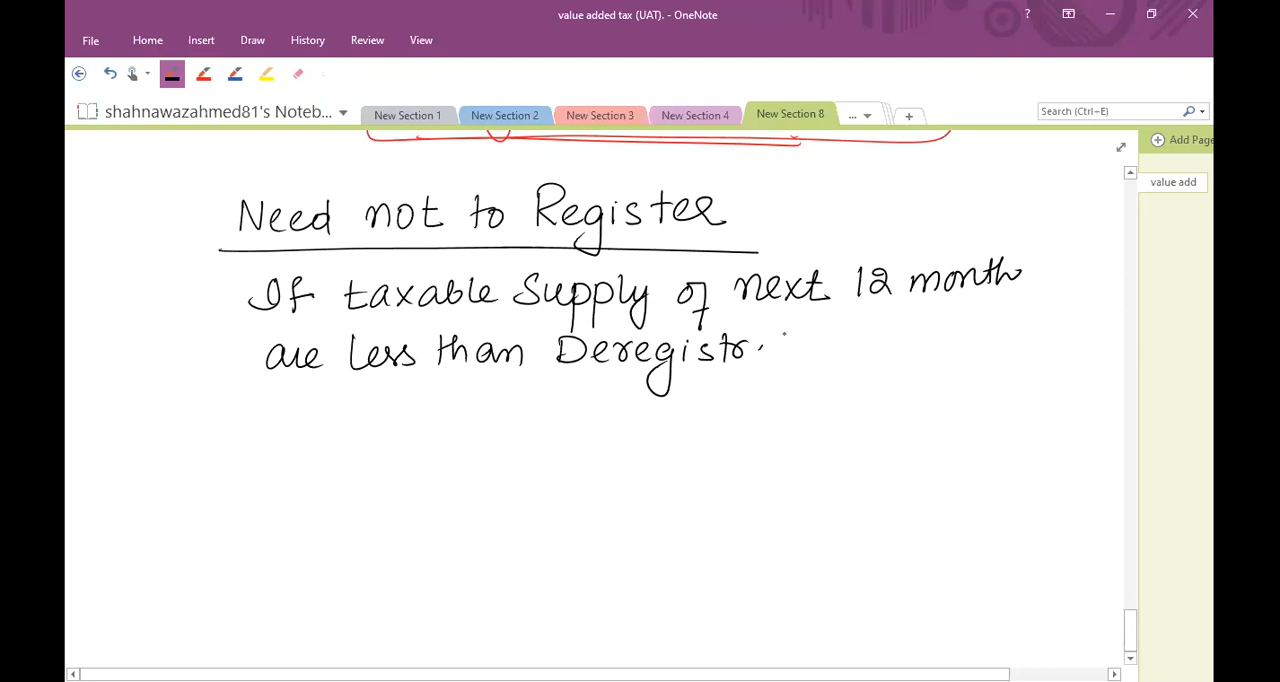 value added tax (UAT). - OneNote
?
File Home Insert Draw History Review View
shahnawazahmed81's Noteb... New Section 1 New Section 2 New Section 3 New Section 4 New Section 8 ... + Search (Ctrl+E)
Add Page
value add
Need not to Register
If taxable Supply of next 12 month
are less than Deregistr.